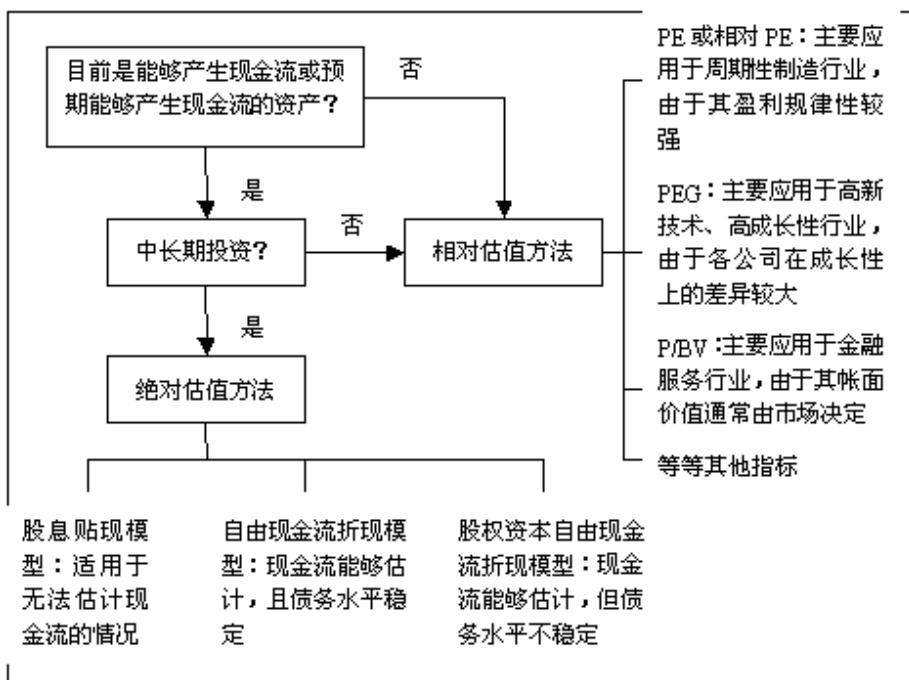 目前是能够产生现金流或预
期能够产生现金流的资产？
否
是
中长期投资？
否
相对估值方法
是
绝对估值方法
PE 或相对 PE：主要应
用于周期性制造行业，
由于其盈利规律性较
强
PEG：主要应用于高新
技术、高成长性行业，
由于各公司在成长性
上的差异较大
P/BV：主要应用于金融
服务行业，由于其帐面
价值通常由市场决定
等等其他指标
股息贴现模
型：适用于
无法估计现
金流的情况
自由现金流折现模
型：现金流能够估
计，且债务水平稳
定
股权资本自由现金
流折现模型：现金
流能够估计，但债
务水平不稳定